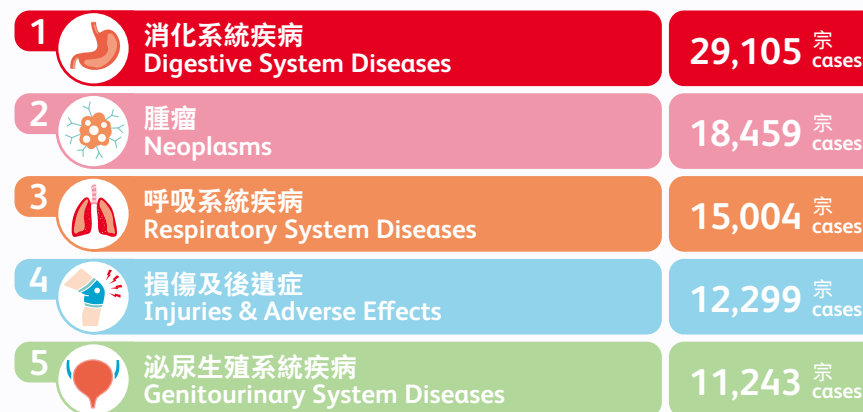 1
消化系統疾病
Digestive System Diseases
29,105 宗 cases
2
腫瘤
Neoplasms
18,459 宗 cases
3
呼吸系統疾病
Respiratory System Diseases
15,004 宗 cases
4
損傷及後遺症
Injuries & Adverse Effects
12,299 宗 cases
5
泌尿生殖系統疾病
Genitourinary System Diseases
11,243 宗 cases